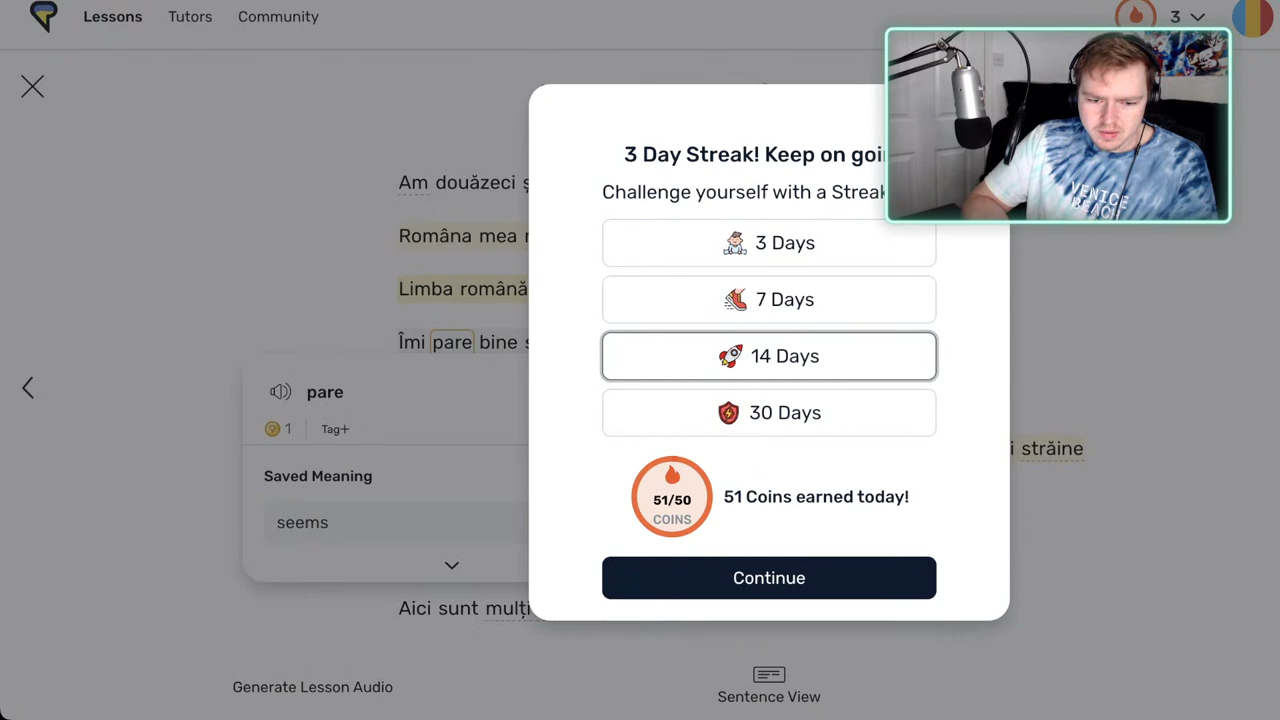 Lessons Tutors Community 3
3 Day Streak! Keep on goi
Challenge yourself with a Streak
3 Days
7 Days
14 Days
30 Days
51/50
COINS
51 Coins earned today!
Continue
Am douăzeci ș
Româna mea
Limba română
Îmi pare bine
i străine
pare
1 Tag+
Saved Meaning
seems
Aici sunt mulți
Generate Lesson Audio
Sentence View
VENICE
BEACH